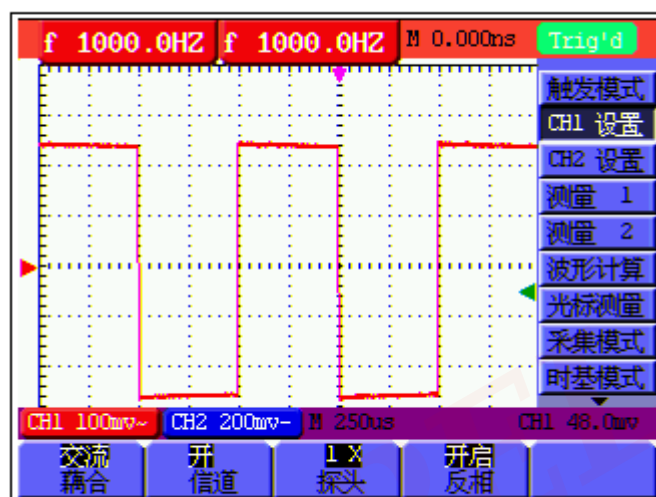 f 1000.0HZ f 1000.0HZ M 0.000ns Trig'd
触发模式
CH1 设置
CH2 设置
测量 1
测量 2
波形计算
光标测量
采集模式
时基模式
CH1 100mv~ CH2 200mv- M 250us CH1 48.0mv
交流 开 1 X 开启
藕合 信道 探头 反相